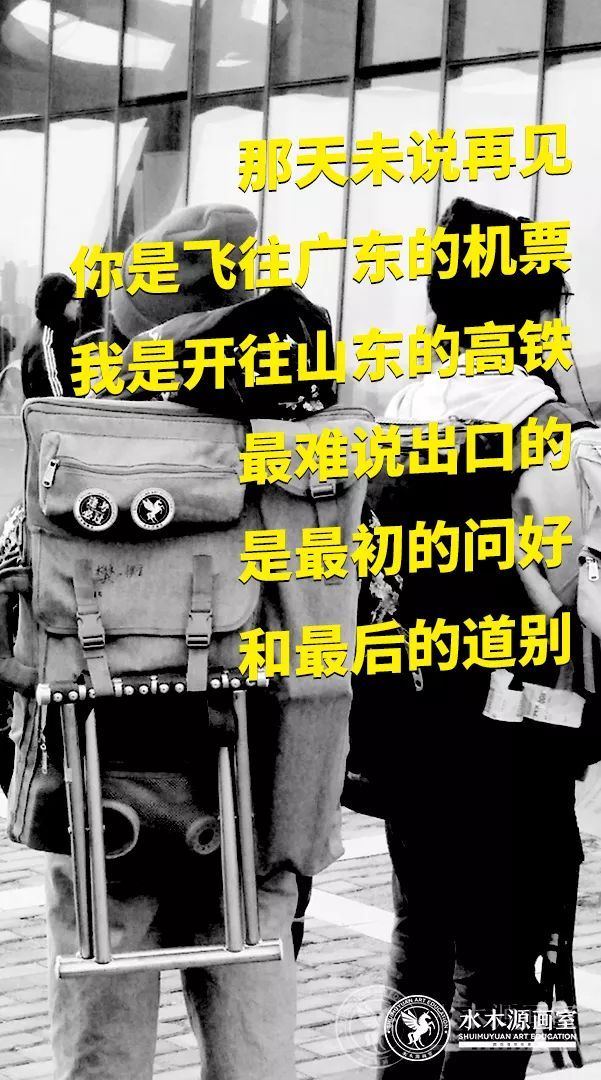 那天未说再见
你是飞往广东的机票
我是开往山东的高铁
最难说出口的
是最初的问好
和最后的道别
水木源画室
SHUIMUYUAN ART EDUCATION